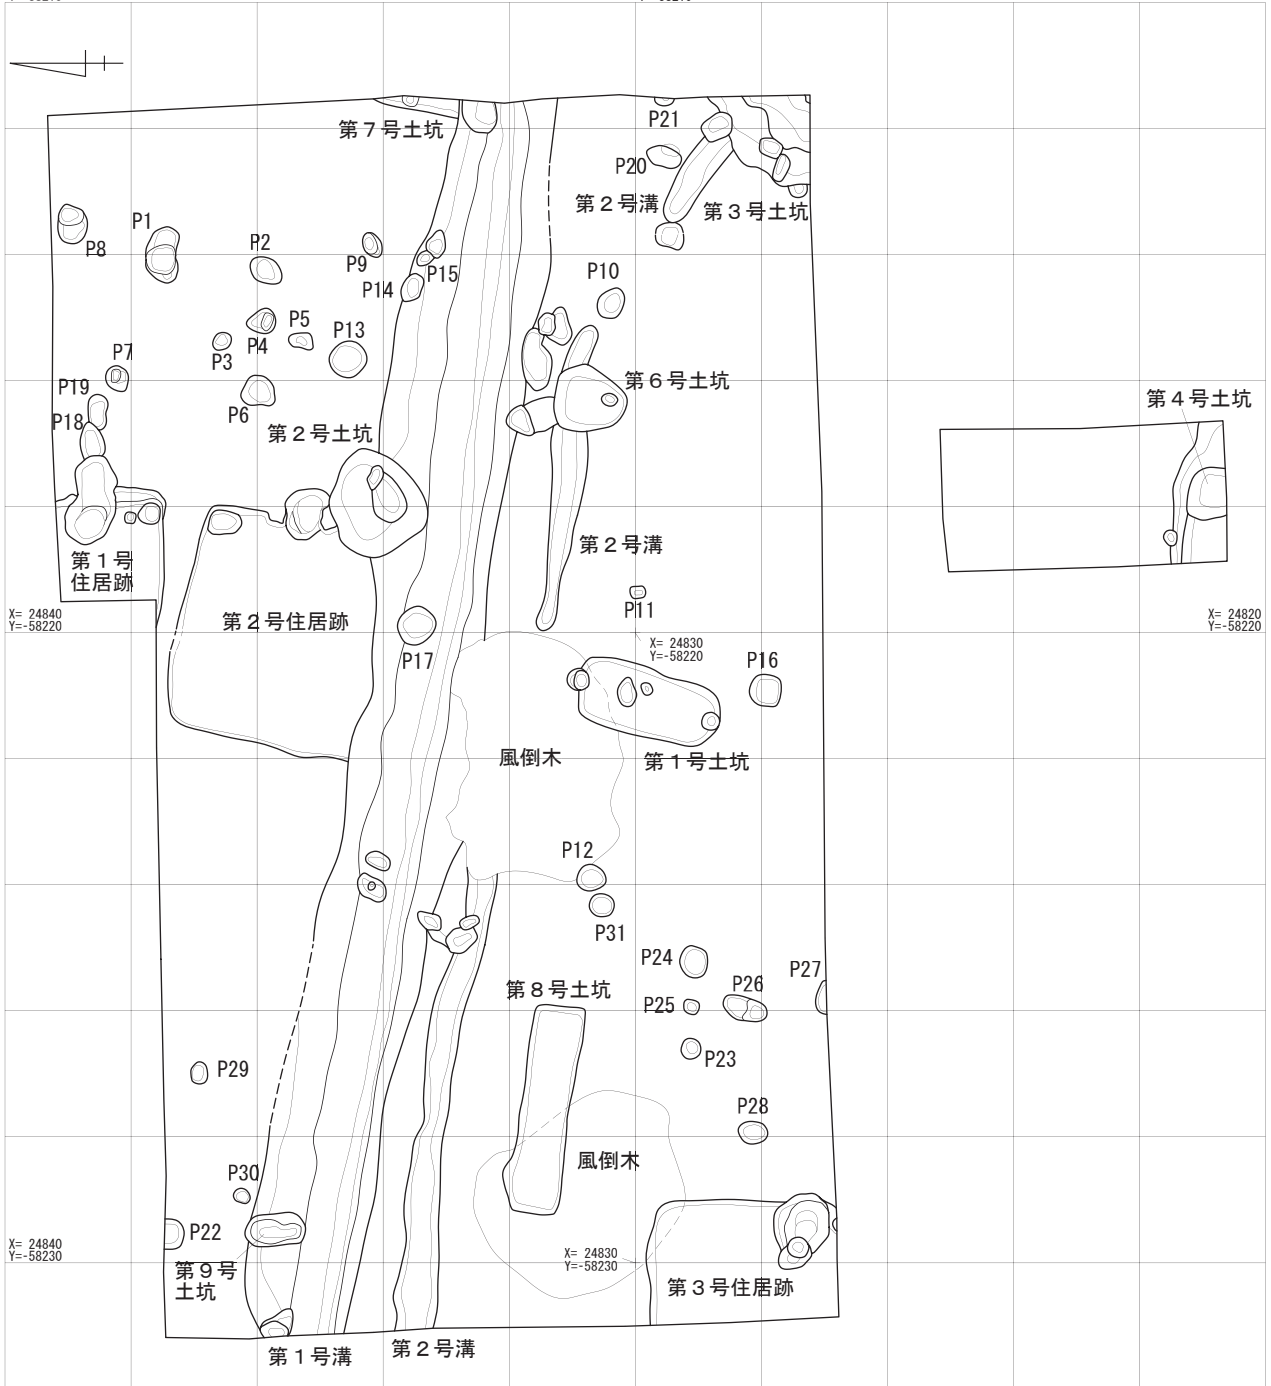 第７号土坑
P21
P20
第２号溝
第３号土坑
P1
P8
P2
P9
P15
P14
P10
P5
P13
P3
P4
P7
P19
P18
P6
第６号土坑
第２号土坑
第４号土坑
第２号溝
第１号
住居跡
P11
X= 24840
Y=-58220
第２号住居跡
X= 24820
Y=-58220
X= 24830
Y=-58220
P17
P16
風倒木
第１号土坑
P12
P31
P24
P27
P26
第８号土坑
P25
P23
P29
P28
風倒木
P30
P22
X= 24840
Y=-58230
X= 24830
Y=-58230
第９号
土坑
第３号住居跡
第１号溝
第２号溝